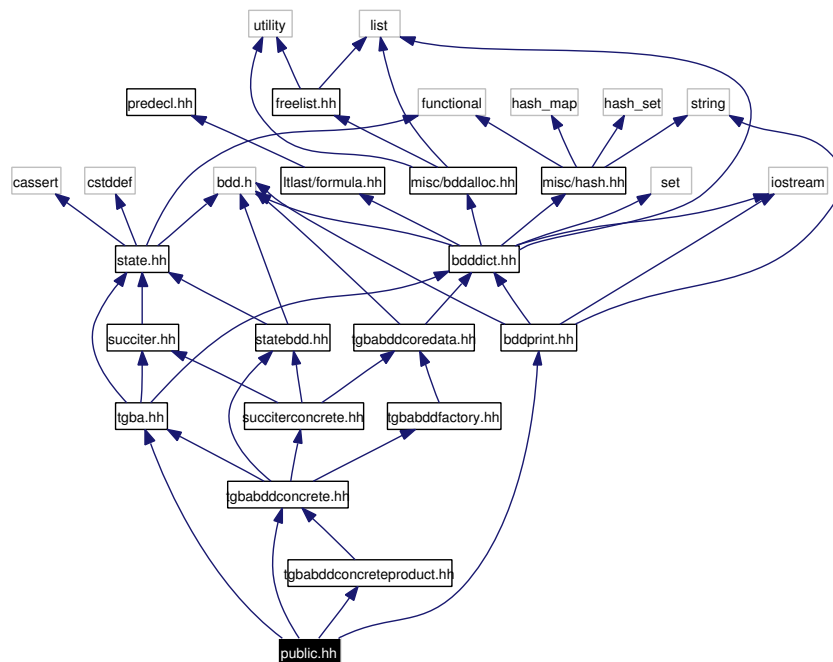 utility
list
predecl.hh
freelist.hh
functional
hash_map
hash_set
string
cassert
cstddef
bdd.h
ltlast/formula.hh
misc/bddalloc.hh
misc/hash.hh
set
iostream
state.hh
bdddict.hh
succiter.hh
statebdd.hh
tgbabddcoredata.hh
bddprint.hh
tgba.hh
succiterconcrete.hh
tgbabddfactory.hh
tgbabddconcrete.hh
tgbabddconcreteproduct.hh
public.hh